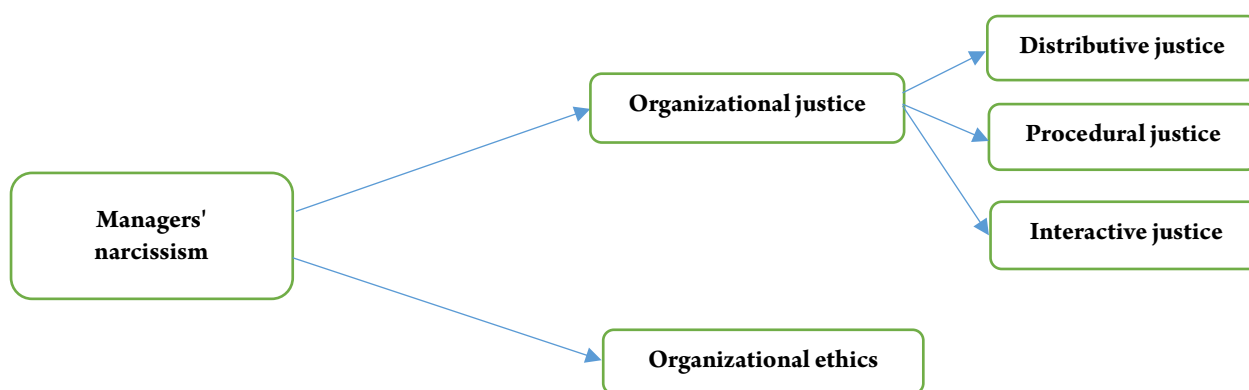 Distributive justice
Organizational justice
Procedural justice
Managers'
narcissism
Interactive justice
Organizational ethics